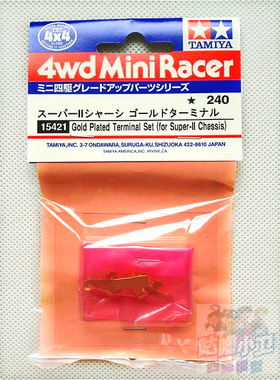 4x4
TAMIYA
4wd Mini Racer
ミニ四駆グレードアップパーツシリーズ
★ 240
スーパーIIシャーシ ゴールドターミナル
15421 Gold Plated Terminal Set (for Super-II Chassis)
TAMIYA,INC. 3-7 ONDAWARA, SURUGA-KU, SHIZUOKA 422-8610 JAPAN
TAMIYA AMERICA, INC. IRVINE, CA.